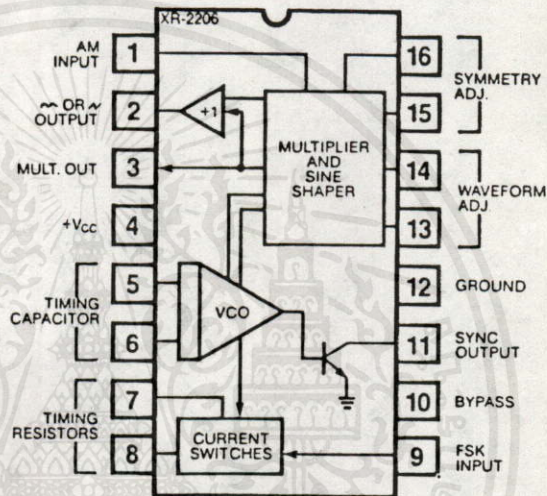 XR-2206
AM
INPUT
1
∼ OR ∿
OUTPUT
2
MULT. OUT
3
+Vcc
4
TIMING
CAPACITOR
5
6
TIMING
RESISTORS
7
8
+1
MULTIPLIER
AND
SINE
SHAPER
VCO
CURRENT
SWITCHES
16
15
SYMMETRY
ADJ.
14
13
WAVEFORM
ADJ
12
GROUND
11
SYNC
OUTPUT
10
BYPASS
9
FSK
INPUT